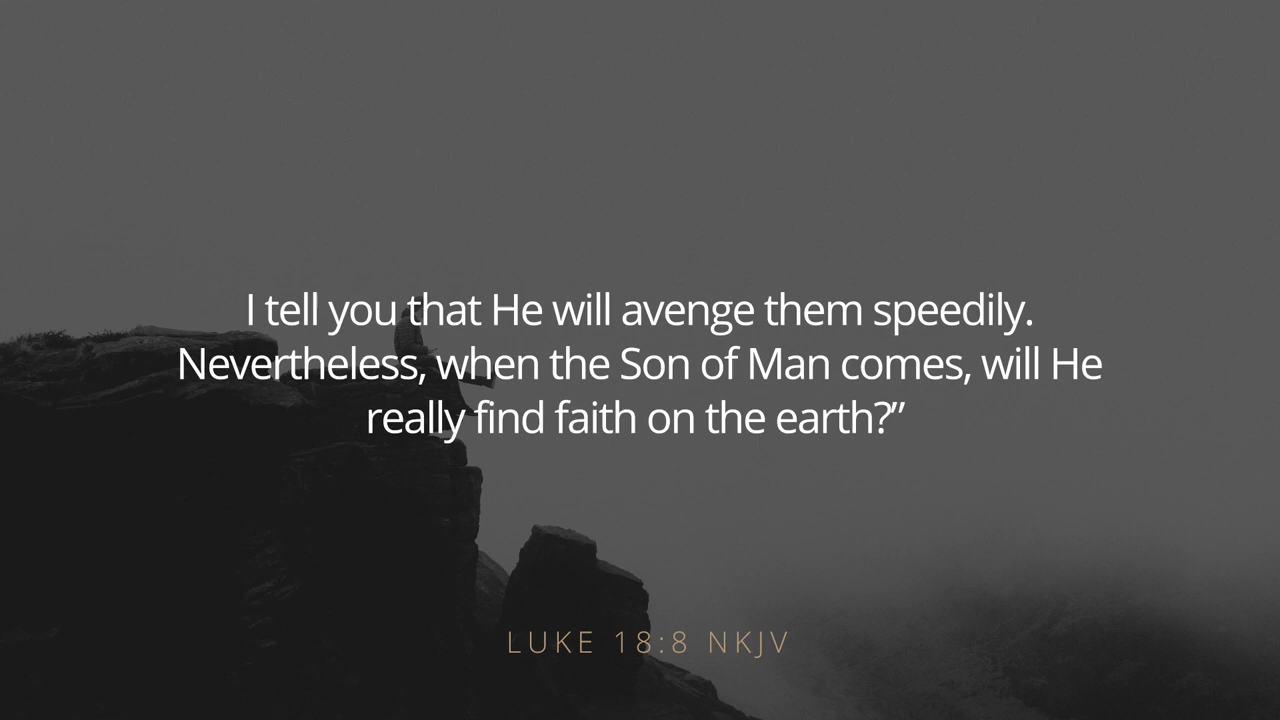 I tell you that He will avenge them speedily.
Nevertheless, when the Son of Man comes, will He
really find faith on the earth?”
LUKE 18:8 NKJV